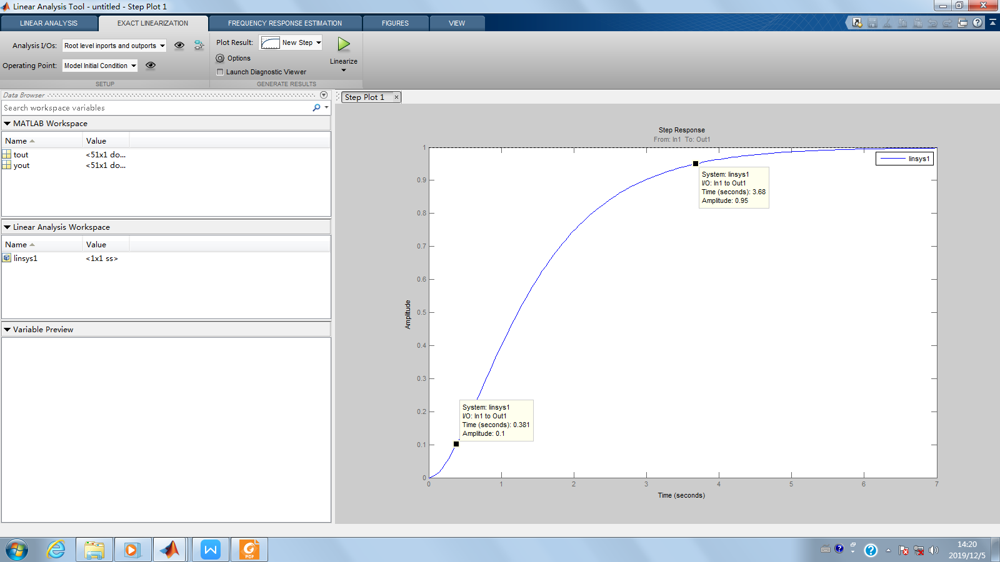 Linear Analysis Tool - untitled - Step Plot 1
LINEAR ANALYSIS
EXACT LINEARIZATION
FREQUENCY RESPONSE ESTIMATION
FIGURES
VIEW
Analysis I/Os:
Root level inports and outports
Operating Point:
Model Initial Condition
SETUP
Plot Result:
New Step
Options
Launch Diagnostic Viewer
Linearize
GENERATE RESULTS
Data Browser
Search workspace variables
MATLAB Workspace
Name Value
tout <51x1 do...
yout <51x1 do...
Linear Analysis Workspace
Name Value
linsys1 <1x1 ss>
Variable Preview
Step Plot 1
Step Response
From: In1 To: Out1
linsys1
Amplitude
1
0.9
0.8
0.7
0.6
0.5
0.4
0.3
0.2
0.1
0
System: linsys1
I/O: In1 to Out1
Time (seconds): 3.68
Amplitude: 0.95
System: linsys1
I/O: In1 to Out1
Time (seconds): 0.381
Amplitude: 0.1
0 1 2 3 4 5 6 7
Time (seconds)
W
PDF
14:20
2019/12/5